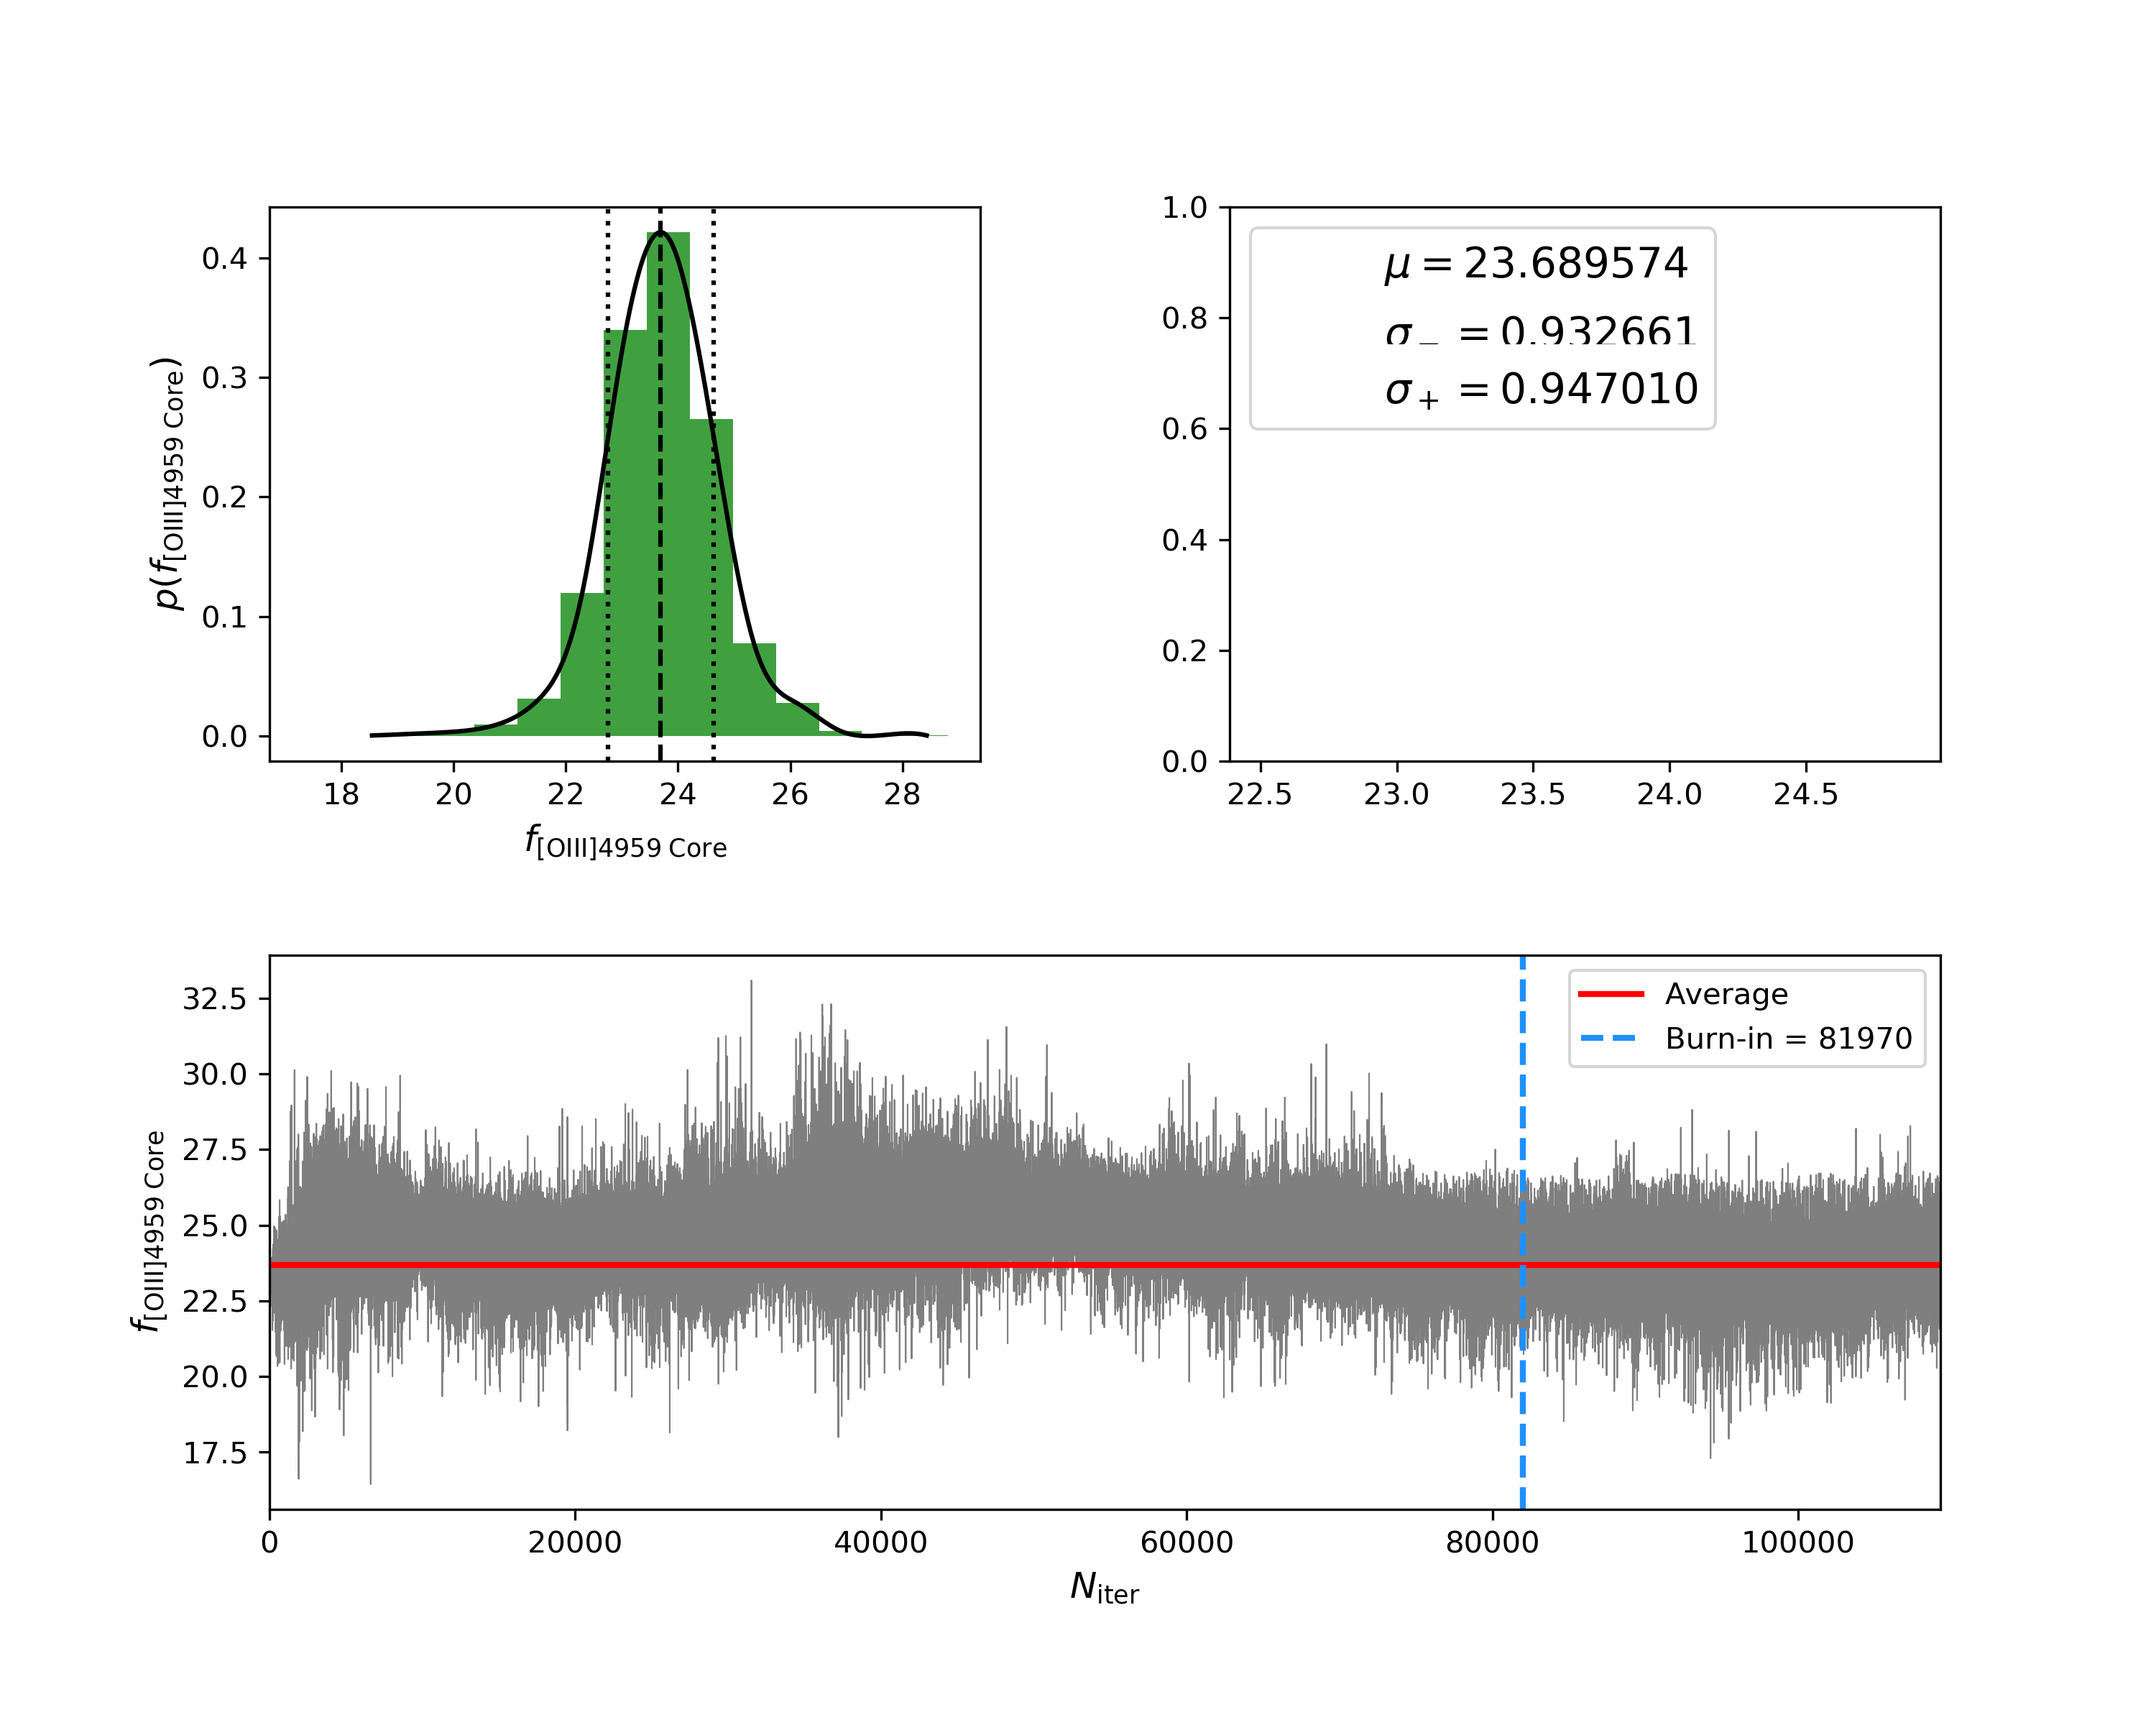 0.4
0.3
0.2
0.1
0.0
p(f[OIII]4959 Core)
18 20 22 24 26 28
f[OIII]4959 Core
1.0
0.8
0.6
0.4
0.2
0.0
μ = 23.689574
σ− = 0.932661
σ+ = 0.947010
22.5 23.0 23.5 24.0 24.5
32.5
30.0
27.5
25.0
22.5
20.0
17.5
f[OIII]4959 Core
Average
Burn-in = 81970
0 20000 40000 60000 80000 100000
Niter